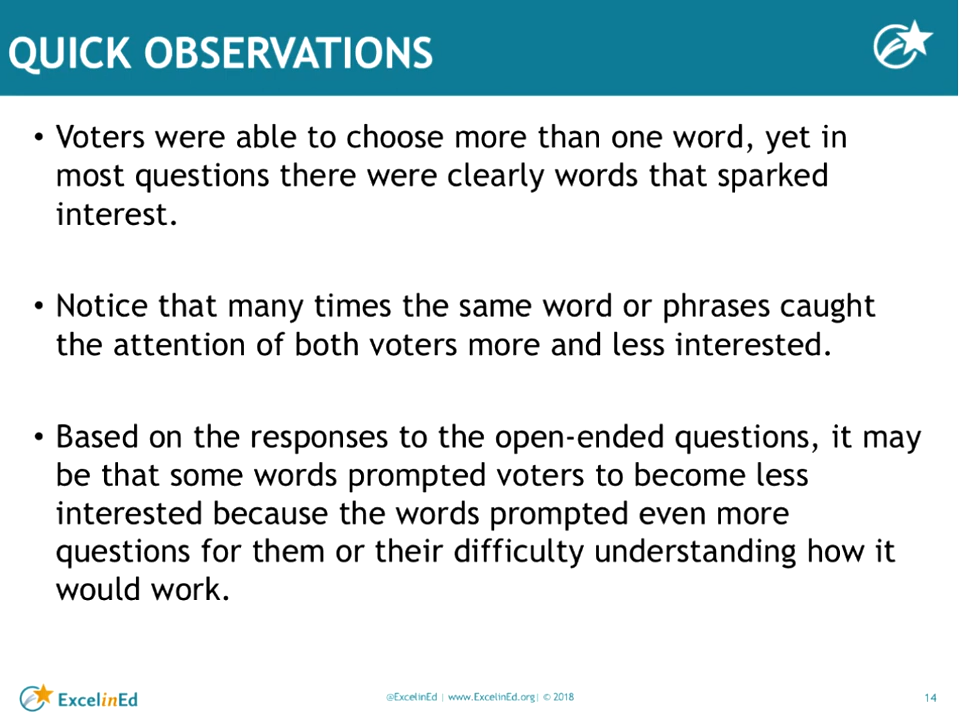 QUICK OBSERVATIONS
• Voters were able to choose more than one word, yet in
most questions there were clearly words that sparked
interest.
• Notice that many times the same word or phrases caught
the attention of both voters more and less interested.
• Based on the responses to the open-ended questions, it may
be that some words prompted voters to become less
interested because the words prompted even more
questions for them or their difficulty understanding how it
would work.
ExcelinEd
@ExcelinEd | www.ExcelinEd.org| © 2018
14